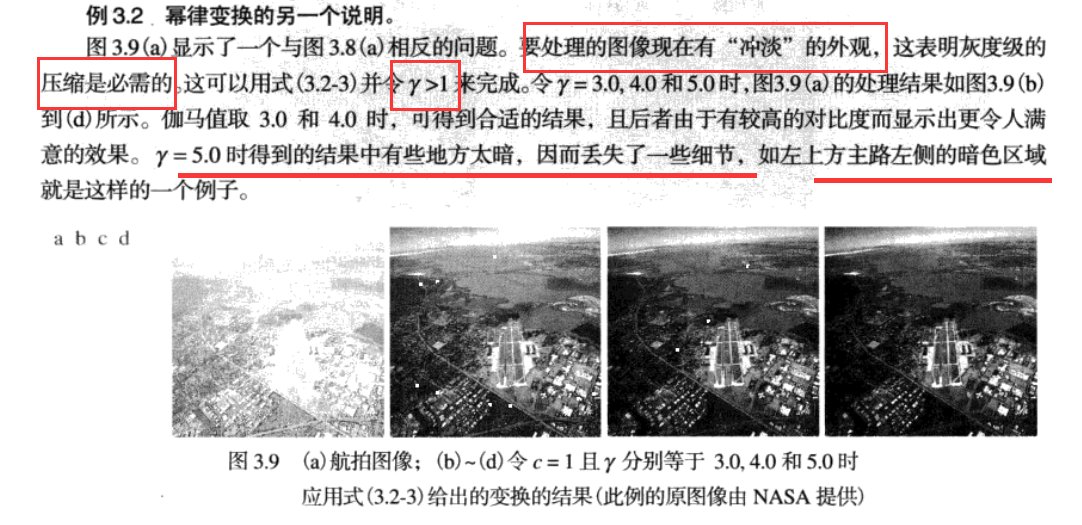 例 3.2 . 幂律变换的另一个说明。
图 3.9(a)显示了一个与图 3.8(a)相反的问题。要处理的图像现在有“冲淡”的外观，这表明灰度级的
压缩是必需的。这可以用式(3.2-3)并令 γ>1来完成。令 γ=3.0, 4.0 和 5.0 时,图3.9(a)的处理结果如图3.9(b)
到(d)所示。伽马值取 3.0 和 4.0 时，可得到合适的结果，且后者由于有较高的对比度而显示出更令人满
意的效果。γ=5.0 时得到的结果中有些地方太暗，因而丢失了一些细节，如左上方主路左侧的暗色区域
就是这样的一个例子。
a b c d
图 3.9 (a)航拍图像；(b)~(d)令 c=1 且 γ 分别等于 3.0, 4.0 和 5.0 时
应用式(3.2-3)给出的变换的结果(此例的原图像由 NASA 提供)